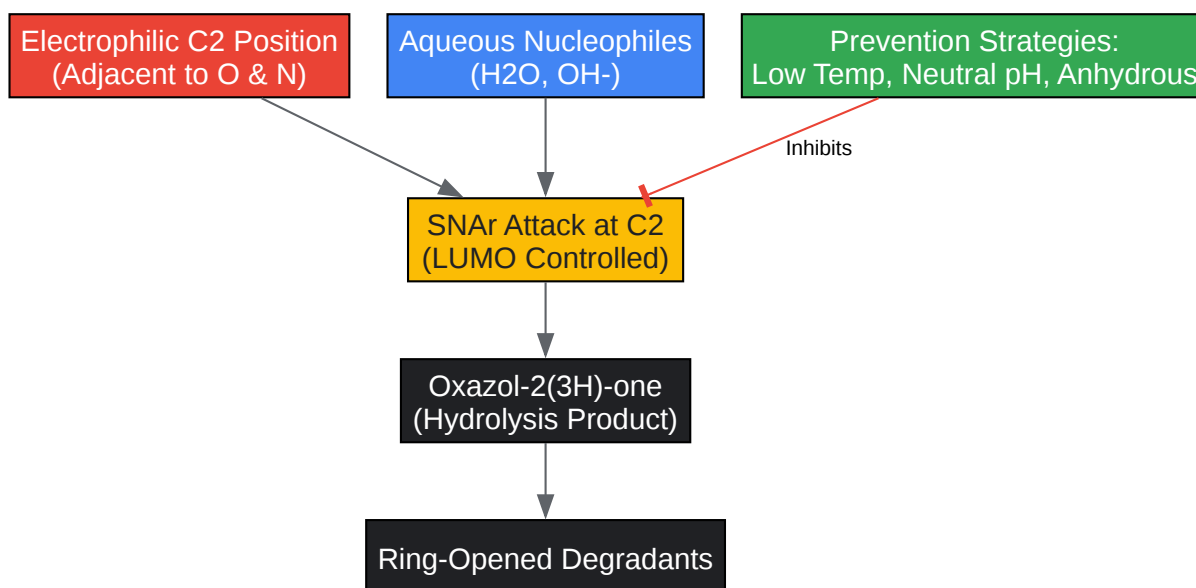 Electrophilic C2 Position
(Adjacent to O & N)
Aqueous Nucleophiles
(H2O, OH-)
Prevention Strategies:
Low Temp, Neutral pH, Anhydrous
Inhibits
SNAr Attack at C2
(LUMO Controlled)
Oxazol-2(3H)-one
(Hydrolysis Product)
Ring-Opened Degradants